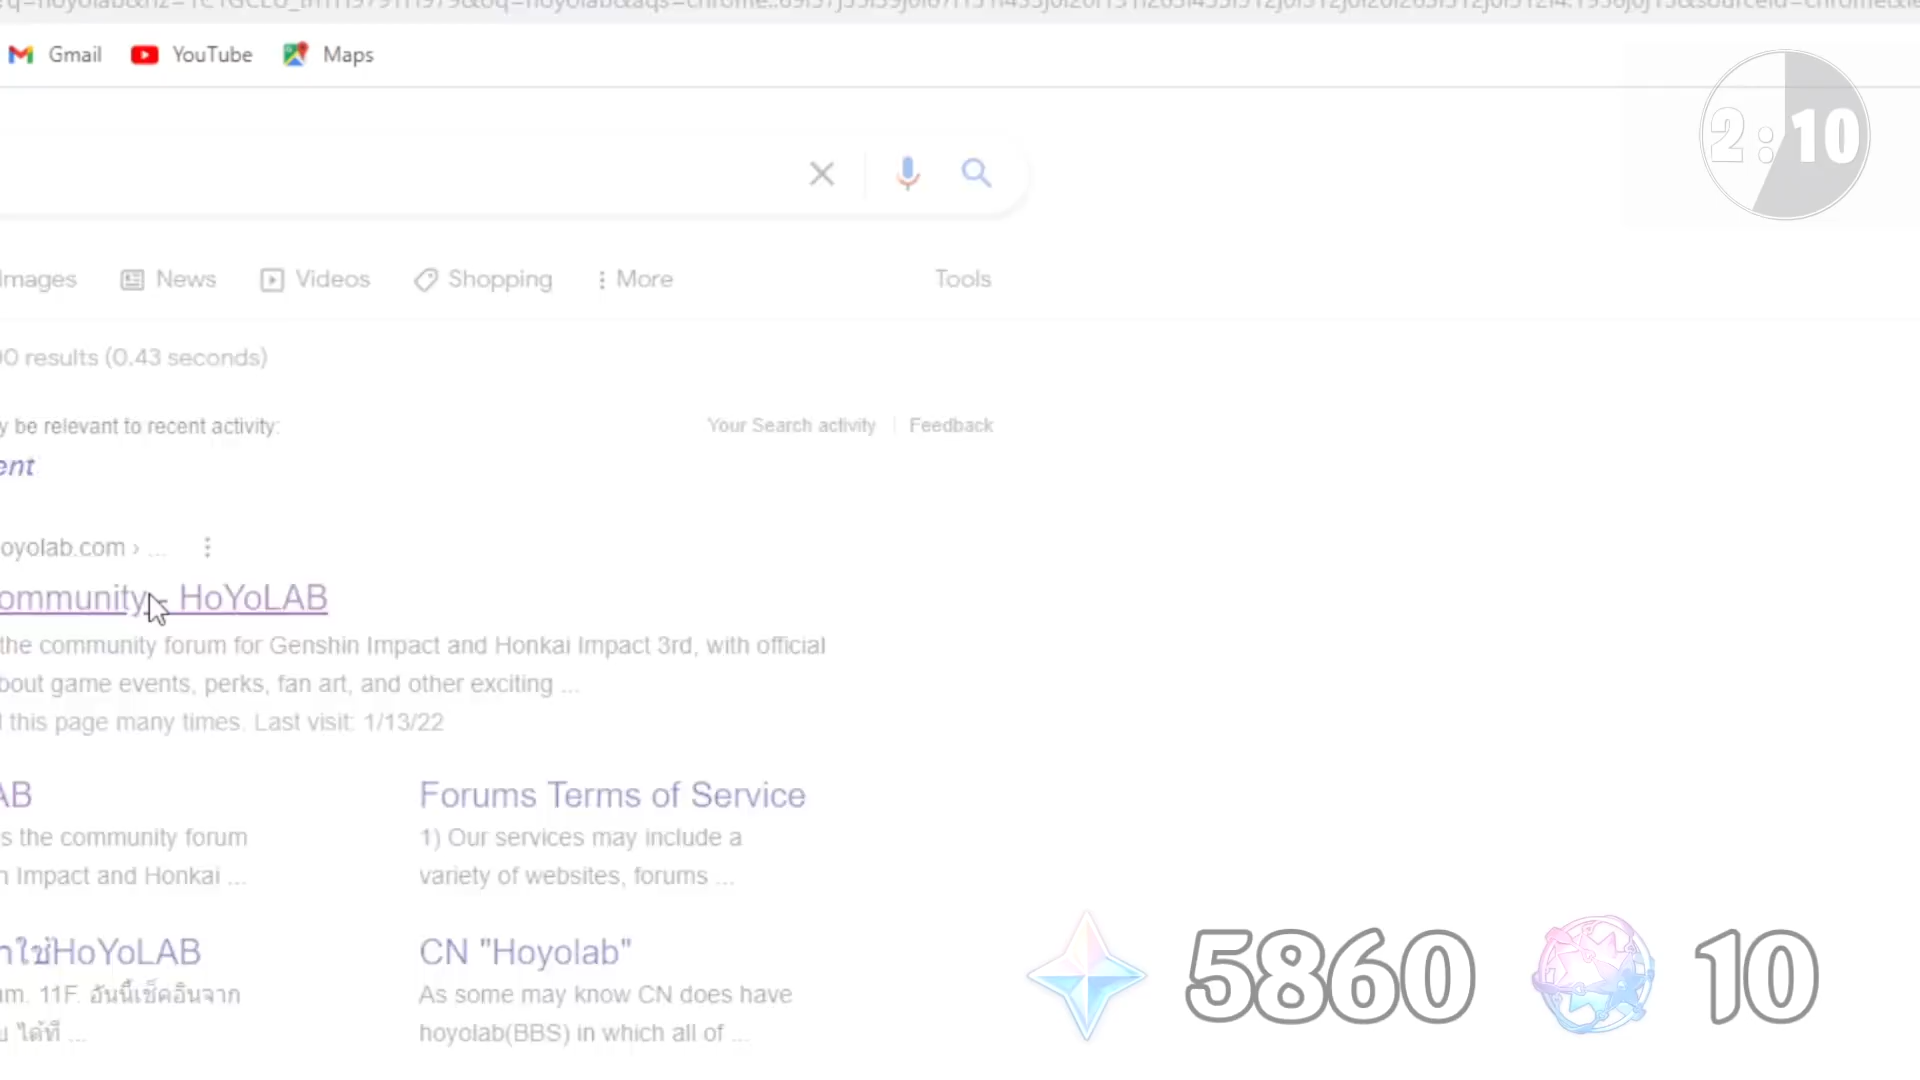 Gmail YouTube Maps
2:10
Images News Videos Shopping More Tools
results (0.43 seconds)
be relevant to recent activity:
Your Search activity Feedback
oyolab.com › ...
ommunity - HoYoLAB
the community forum for Genshin Impact and Honkai Impact 3rd, with official
bout game events, perks, fan art, and other exciting ...
this page many times. Last visit: 1/13/22
AB
Forums Terms of Service
s the community forum
n Impact and Honkai ...
1) Our services may include a
variety of websites, forums ...
HoYoLAB
CN "Hoyolab"
m. 11F. อันนี้เช็คอินจาก
ได้ที่ ...
As some may know CN does have
hoyolab(BBS) in which all of ...
5860 10